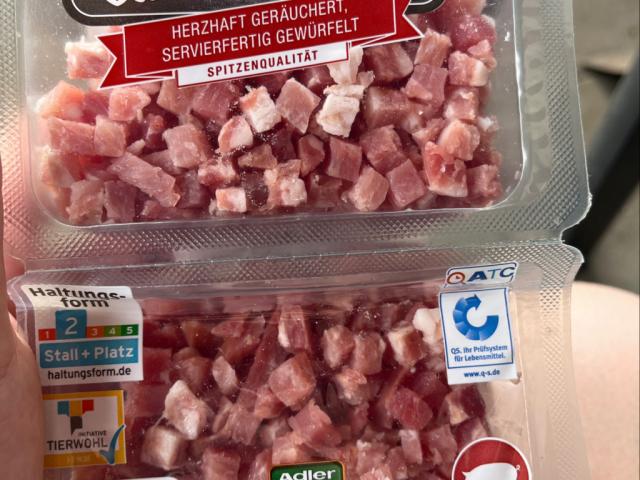 HERZHAFT GERÄUCHERT,
SERVIERFERTIG GEWÜRFELT
SPITZENQUALITÄT
Haltungs-
form
1 2 3 4 5
Stall + Platz
haltungsform.de
INITIATIVE
TIERWOHL
QS. Ihr Prüfsystem
für Lebensmittel.
www.q-s.de
Adler